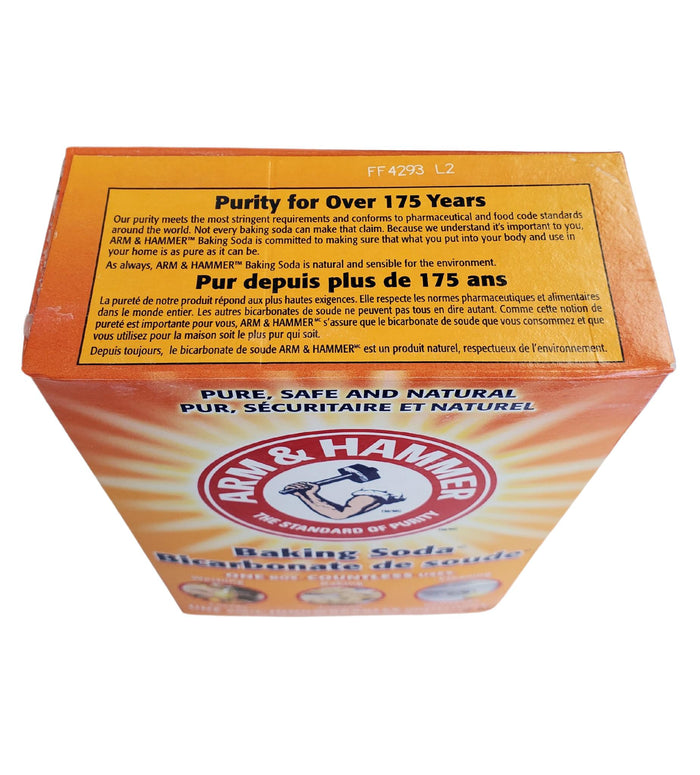 FF4293 L2
Purity for Over 175 Years
Our purity meets the most stringent requirements and conforms to pharmaceutical and food code standards
around the world. Not every baking soda can make that claim. Because we understand it's important to you,
ARM & HAMMER™ Baking Soda is committed to making sure that what you put into your body and use in
your home is as pure as it can be.
As always, ARM & HAMMER™ Baking Soda is natural and sensible for the environment.
Pur depuis plus de 175 ans
La pureté de notre produit répond aux plus hautes exigences. Elle respecte les normes pharmaceutiques et alimentaires
dans le monde entier. Les autres bicarbonates de soude ne peuvent pas tous en dire autant. Comme cette notion de
pureté est importante pour vous, ARM & HAMMERᴹᶜ s'assure que le bicarbonate de soude que vous consommez et que
vous utilisez pour la maison soit le plus pur qui soit.
Depuis toujours, le bicarbonate de soude ARM & HAMMERᴹᶜ est un produit naturel, respectueux de l'environnement.
PURE, SAFE AND NATURAL
PUR, SÉCURITAIRE ET NATUREL
ARM & HAMMER
THE STANDARD OF PURITY
Baking Soda
Bicarbonate de soude
ONE BOX COUNTLESS USES
Baking